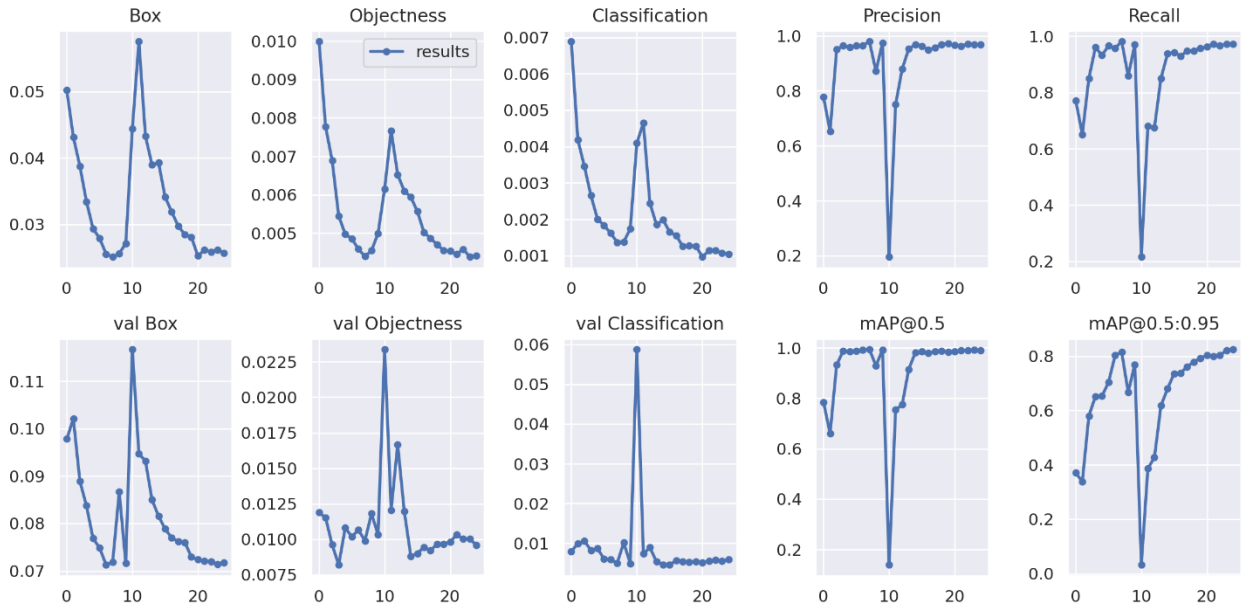 Box
0.05
0.04
0.03
0 10 20
Objectness
results
0.010
0.009
0.008
0.007
0.006
0.005
0 10 20
Classification
0.007
0.006
0.005
0.004
0.003
0.002
0.001
0 10 20
Precision
1.0
0.8
0.6
0.4
0.2
0 10 20
Recall
1.0
0.8
0.6
0.4
0.2
0 10 20
val Box
0.11
0.10
0.09
0.08
0.07
0 10 20
val Objectness
0.0225
0.0200
0.0175
0.0150
0.0125
0.0100
0.0075
0 10 20
val Classification
0.06
0.05
0.04
0.03
0.02
0.01
0 10 20
mAP@0.5
1.0
0.8
0.6
0.4
0.2
0 10 20
mAP@0.5:0.95
0.8
0.6
0.4
0.2
0.0
0 10 20